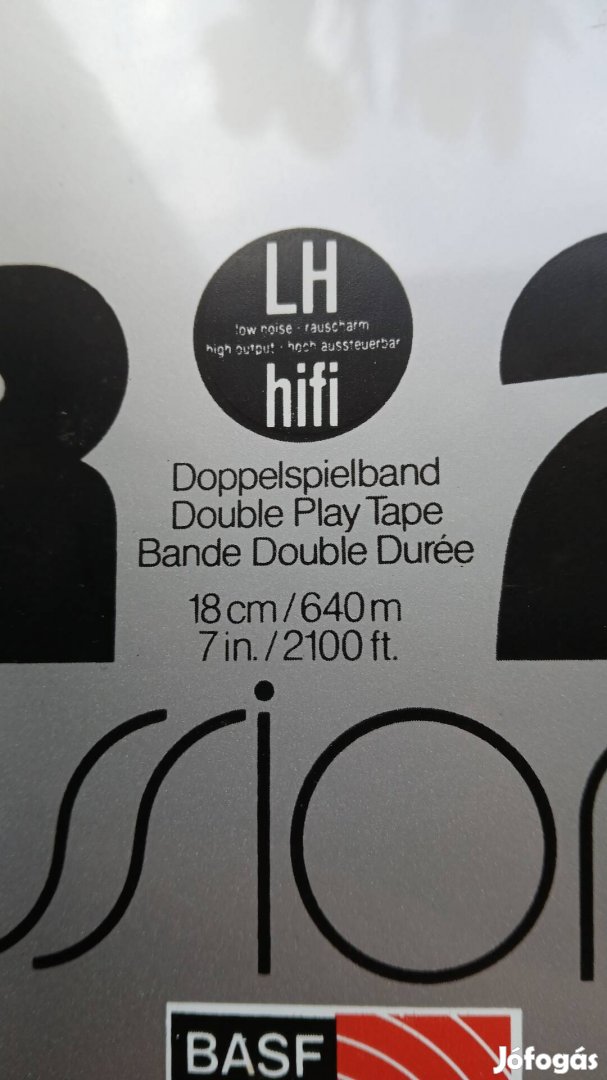 LH
low noise · rauscharm
high output · hoch aussteuerbar
hifi
Doppelspielband
Double Play Tape
Bande Double Durée
18 cm / 640 m
7 in. / 2100 ft.
ssion
BASF
Jófogás